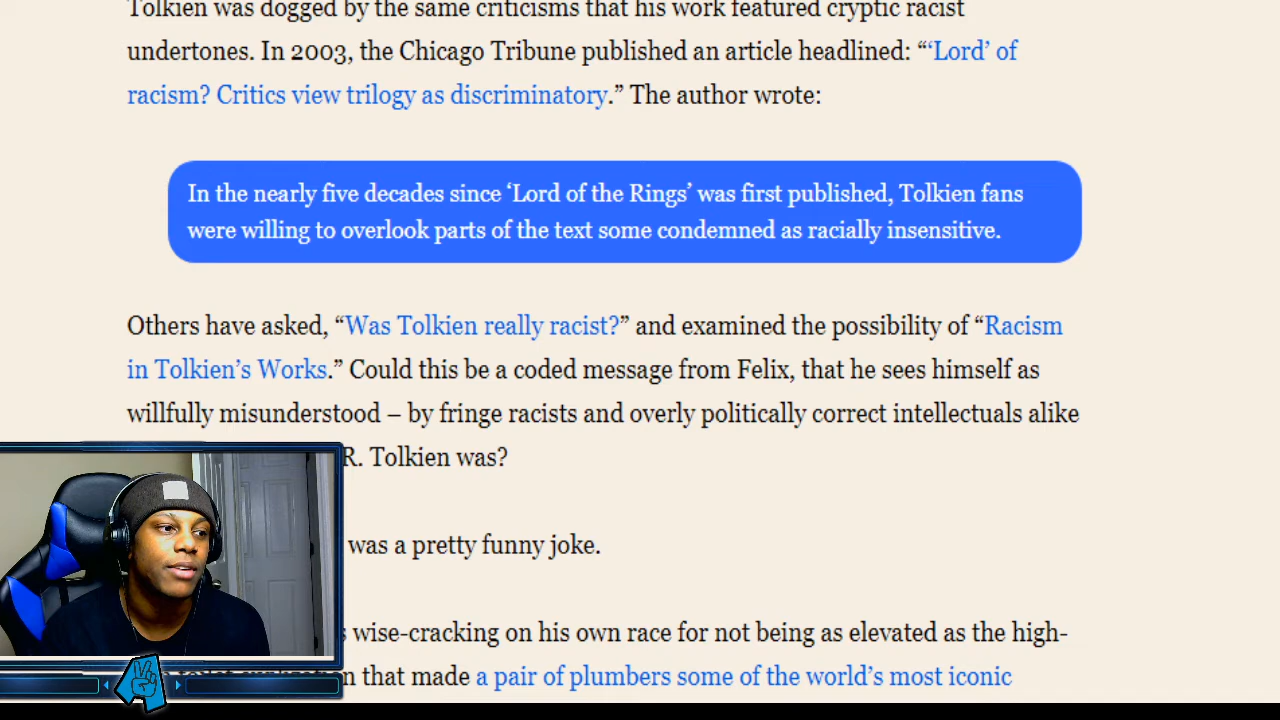 Tolkien was dogged by the same criticisms that his work featured cryptic racist
undertones. In 2003, the Chicago Tribune published an article headlined: “‘Lord’ of
racism? Critics view trilogy as discriminatory.” The author wrote:
In the nearly five decades since ‘Lord of the Rings’ was first published, Tolkien fans
were willing to overlook parts of the text some condemned as racially insensitive.
Others have asked, “Was Tolkien really racist?” and examined the possibility of “Racism
in Tolkien’s Works.” Could this be a coded message from Felix, that he sees himself as
willfully misunderstood – by fringe racists and overly politically correct intellectuals alike
R. Tolkien was?
was a pretty funny joke.
wise-cracking on his own race for not being as elevated as the high-
that made a pair of plumbers some of the world’s most iconic